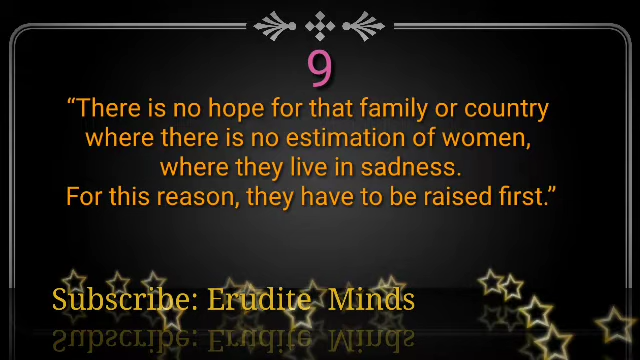 9
“There is no hope for that family or country
where there is no estimation of women,
where they live in sadness.
For this reason, they have to be raised first.”
Subscribe: Erudite Minds